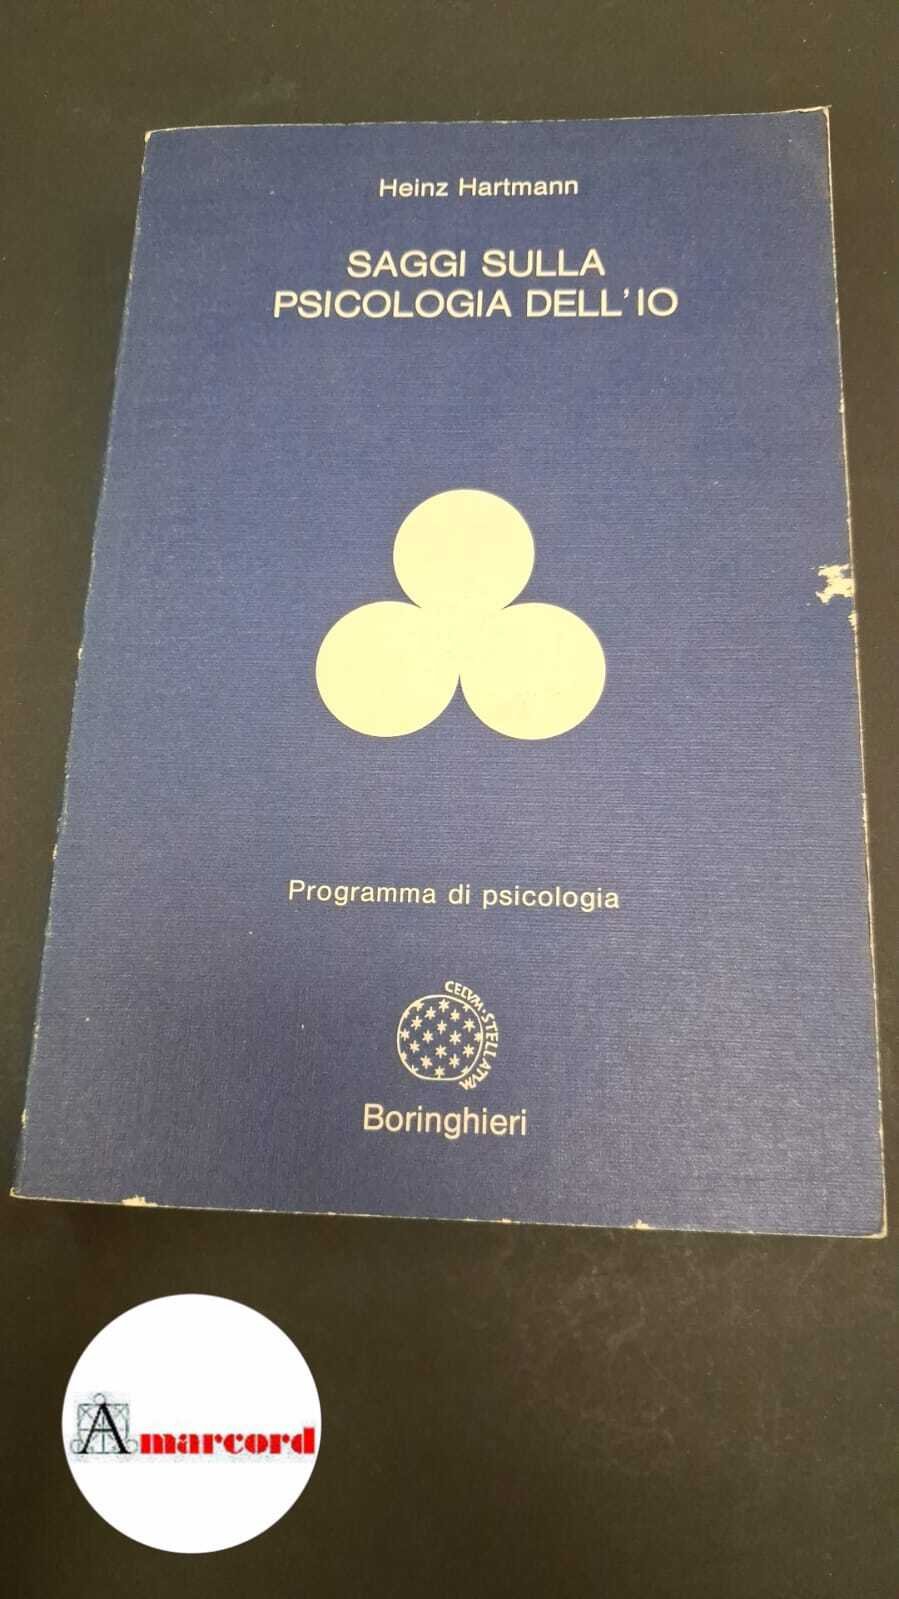 Heinz Hartmann
SAGGI SULLA
PSICOLOGIA DELL'IO
Programma di psicologia
CELVM·STELLATVM
Boringhieri
Amarcord